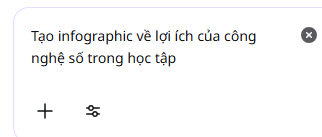 Tạo infographic về lợi ích của công
nghệ số trong học tập